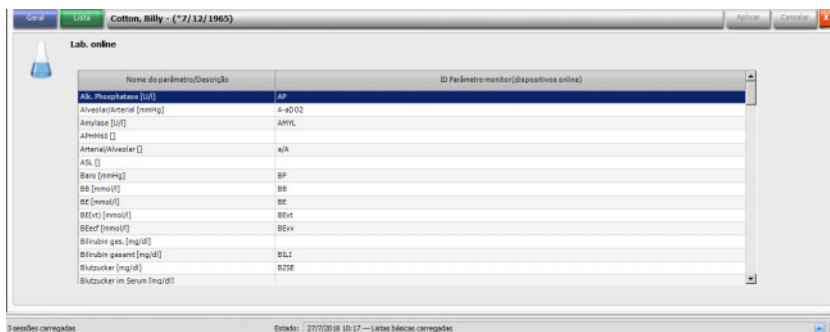 Geral Lista Cotton, Billy - (*7/12/1965) Aplicar Cancelar X
Lab. online
Nome do parâmetro/Descrição ID Parâmetro monitor(dispositivos online)
Alk. Phosphatase [U/l] AP
Alveolar/Arterial [mmHg] A-aDO2
Amylase [U/l] AMYL
APHM60 []
Arterial/Alveolar [] a/A
ASL []
Baro [mmHg] BP
BB [mmol/l] BB
BE [mmol/l] BE
BE(vt) [mmol/l] BEvt
BEecf [mmol/l] BEvv
Bilirubin ges. [mg/dl]
Bilirubin gesamt [mg/dl] BILI
Blutzucker [mg/dl] BZSE
Blutzucker im Serum [mg/dl]
3 sessões carregadas Estado: 27/7/2018 10:17 — Listas básicas carregadas